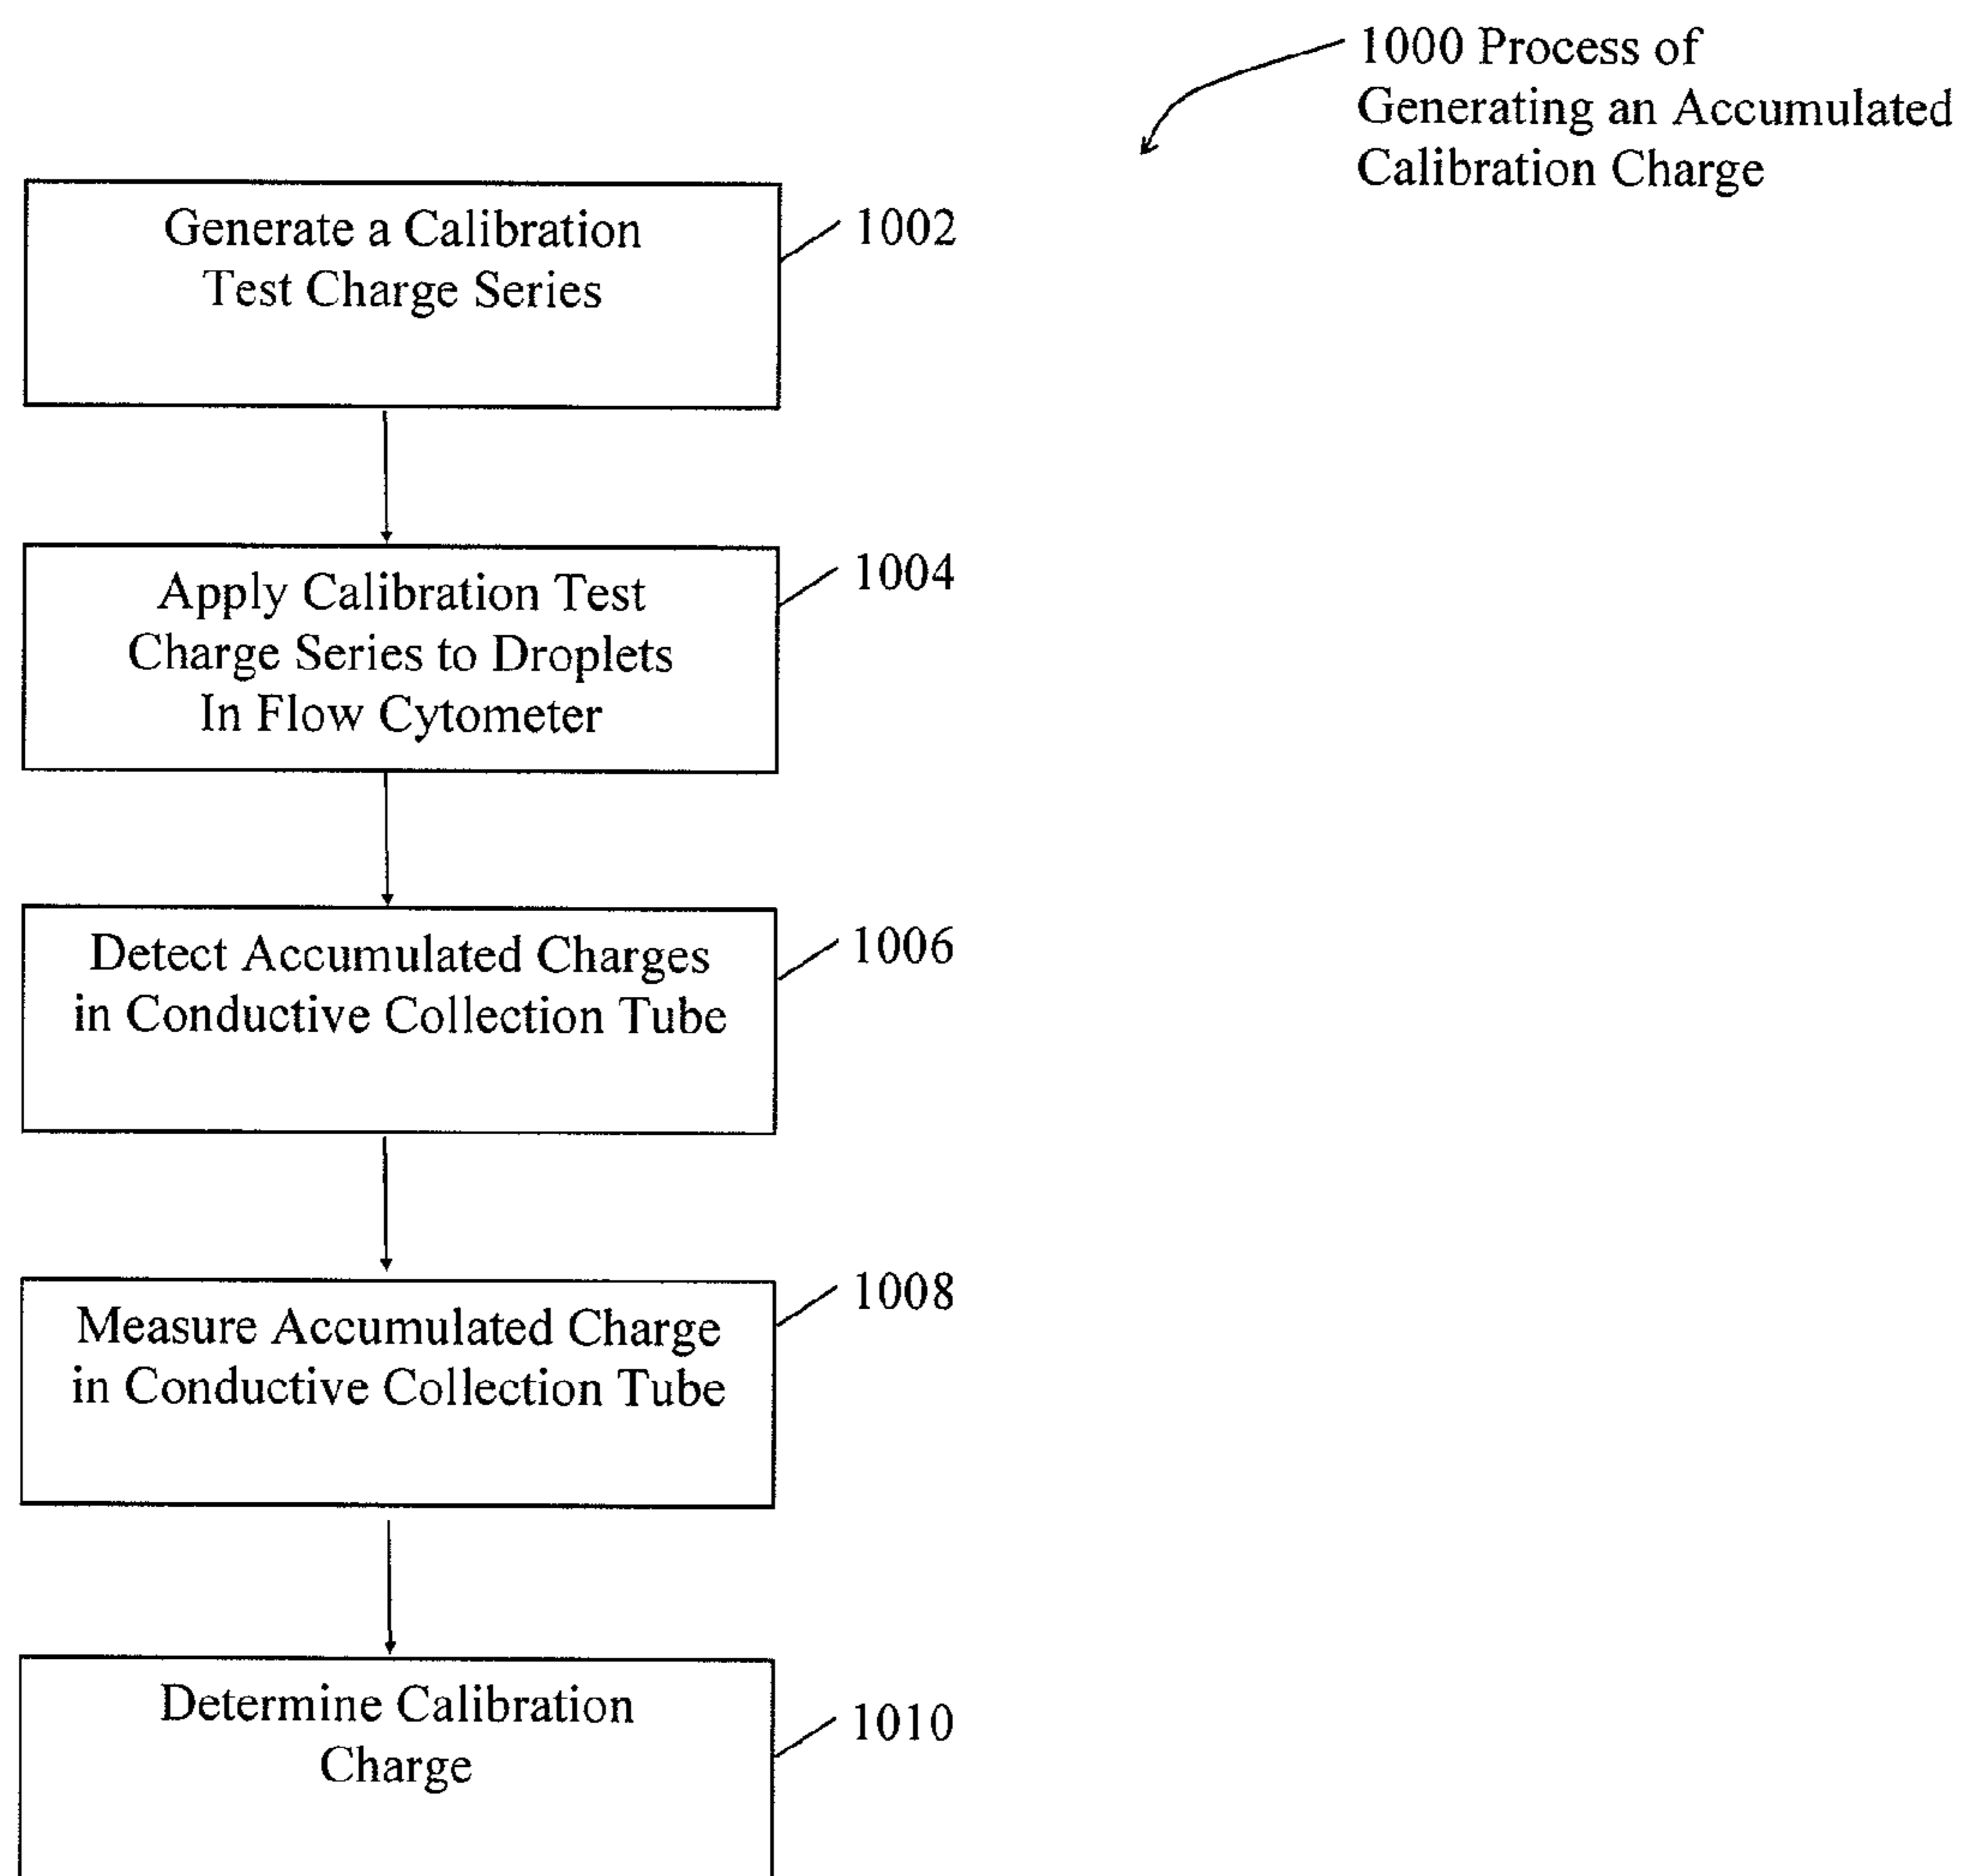 1000 Process of
Generating an Accumulated
Calibration Charge
Generate a Calibration
Test Charge Series
1002
Apply Calibration Test
Charge Series to Droplets
In Flow Cytometer
1004
Detect Accumulated Charges
in Conductive Collection Tube
1006
Measure Accumulated Charge
in Conductive Collection Tube
1008
Determine Calibration
Charge
1010